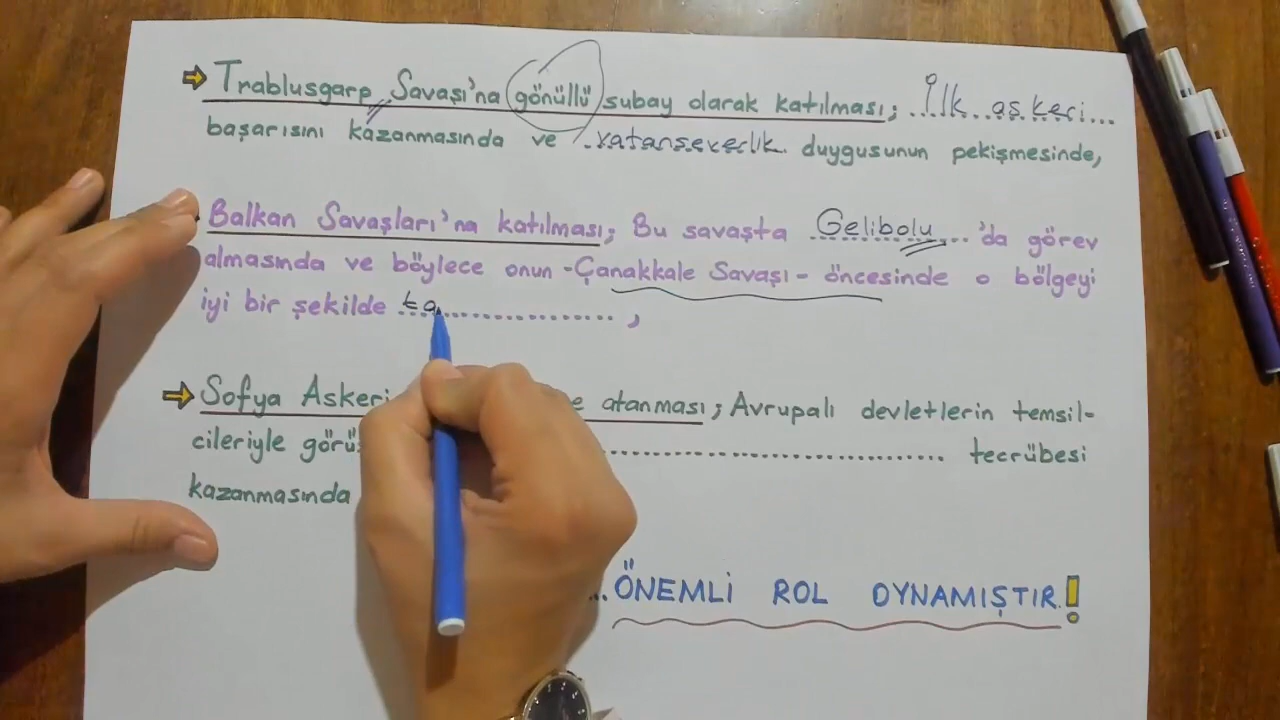 Trablusgarp Savaşı'na gönüllü subay olarak katılması; İlk askeri
başarısını kazanmasında ve vatanseverlik duygusunun pekişmesinde,
Balkan Savaşları'na katılması; Bu savaşta Gelibolu'da görev
almasında ve böylece onun -Çanakkale Savaşı- öncesinde o bölgeyi
iyi bir şekilde ta..................,
Sofya Askeri atanması; Avrupalı devletlerin temsil-
cileriyle .................................. tecrübesi
kazanmasında
...ÖNEMLİ ROL OYNAMIŞTIR!